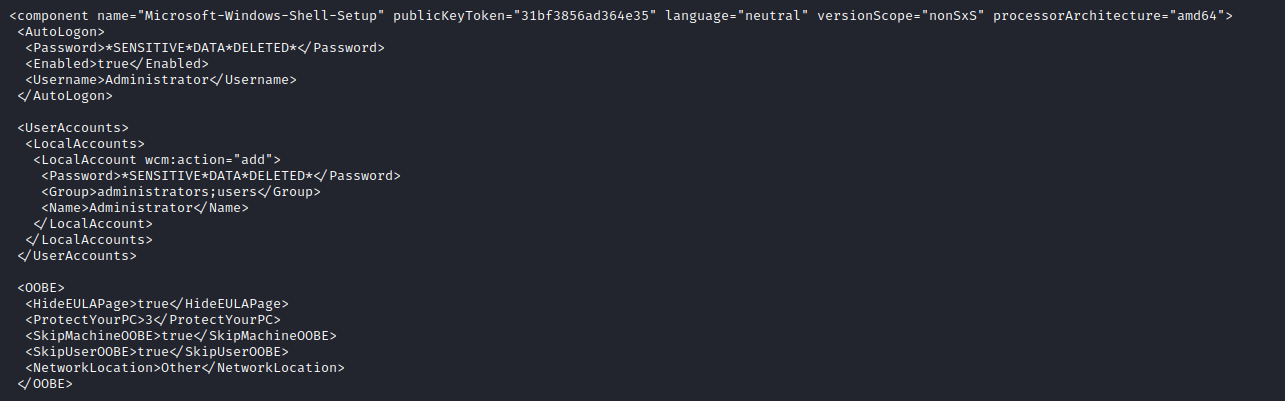 <component name="Microsoft-Windows-Shell-Setup" publicKeyToken="31bf3856ad364e35" language="neutral" versionScope="nonSxS" processorArchitecture="amd64">
<AutoLogon>
<Password>*SENSITIVE*DATA*DELETED*</Password>
<Enabled>true</Enabled>
<Username>Administrator</Username>
</AutoLogon>
<UserAccounts>
<LocalAccounts>
<LocalAccount wcm:action="add">
<Password>*SENSITIVE*DATA*DELETED*</Password>
<Group>administrators;users</Group>
<Name>Administrator</Name>
</LocalAccount>
</LocalAccounts>
</UserAccounts>
<OOBE>
<HideEULAPage>true</HideEULAPage>
<ProtectYourPC>3</ProtectYourPC>
<SkipMachineOOBE>true</SkipMachineOOBE>
<SkipUserOOBE>true</SkipUserOOBE>
<NetworkLocation>Other</NetworkLocation>
</OOBE>